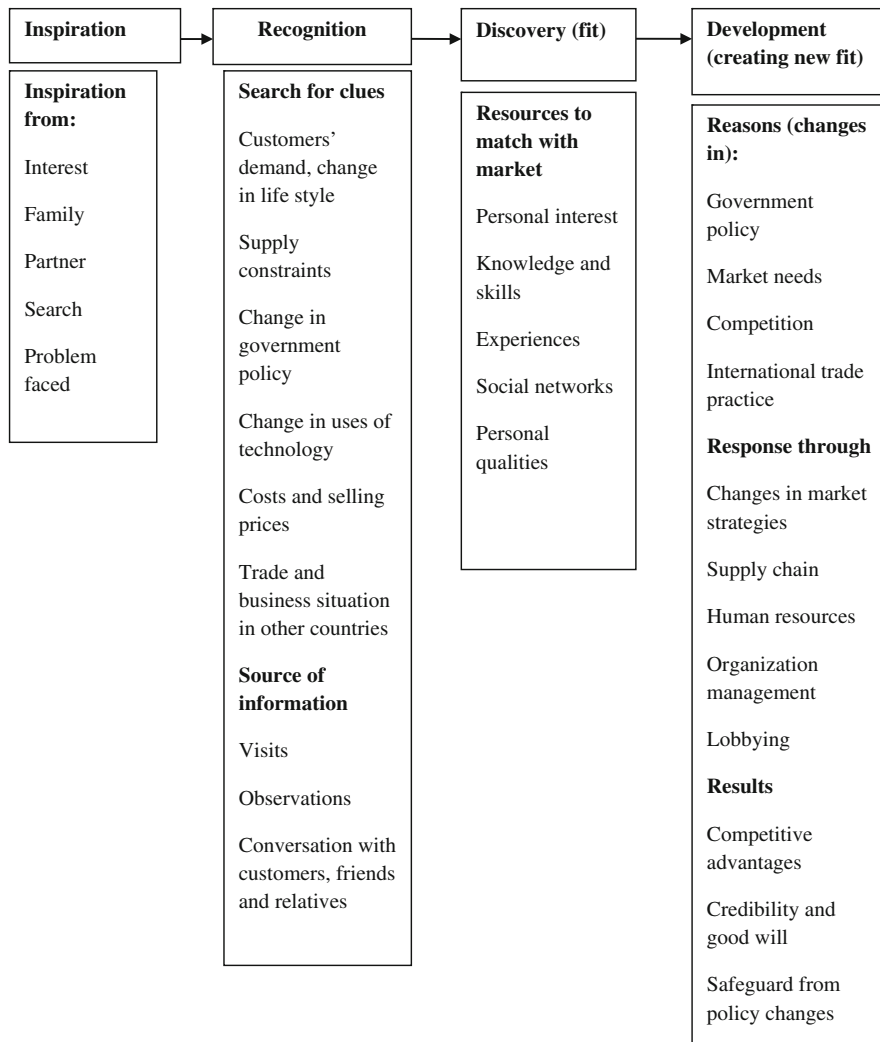 Inspiration
Recognition
Discovery (fit)
Development
(creating new fit)
Inspiration
from:
Interest
Family
Partner
Search
Problem
faced
Search for clues
Customers’
demand, change
in life style
Supply
constraints
Change in
government
policy
Change in uses of
technology
Costs and selling
prices
Trade and
business situation
in other countries
Source of
information
Visits
Observations
Conversation with
customers, friends
and relatives
Resources to
match with
market
Personal interest
Knowledge and
skills
Experiences
Social networks
Personal
qualities
Reasons (changes
in):
Government
policy
Market needs
Competition
International trade
practice
Response through
Changes in market
strategies
Supply chain
Human resources
Organization
management
Lobbying
Results
Competitive
advantages
Credibility and
good will
Safeguard from
policy changes